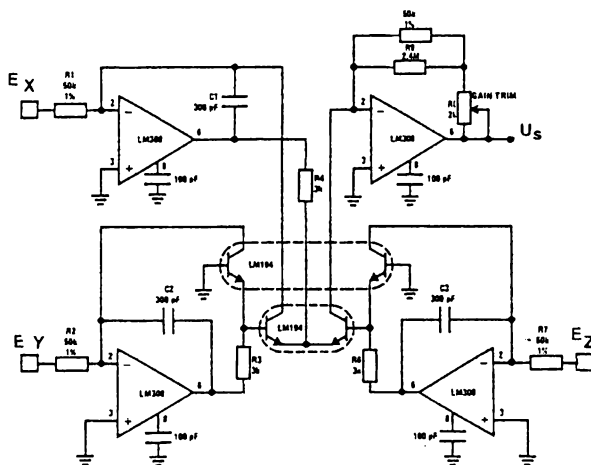 E X
R1
50k
1%
2
3
LM308
6
8
100 pF
C1
300 pF
R4
3k
50k
1%
R9
2.4M
GAIN TRIM
2k
2
3
LM308
6
8
100 pF
U s
LM194
LM194
C2
300 pF
E Y
R2
50k
1%
2
3
LM308
6
8
100 pF
R3
3k
C3
300 pF
R7
50k
1%
E Z
2
3
LM308
6
8
100 pF